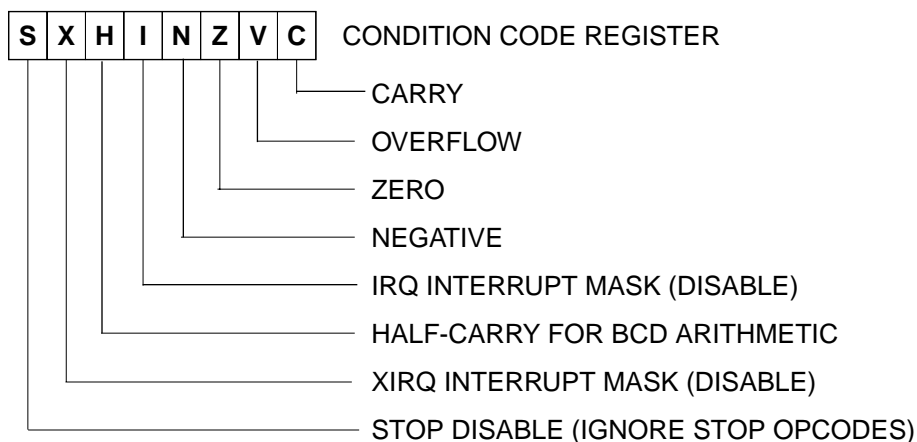 S X H I N Z V C CONDITION CODE REGISTER
CARRY
OVERFLOW
ZERO
NEGATIVE
IRQ INTERRUPT MASK (DISABLE)
HALF-CARRY FOR BCD ARITHMETIC
XIRQ INTERRUPT MASK (DISABLE)
STOP DISABLE (IGNORE STOP OPCODES)